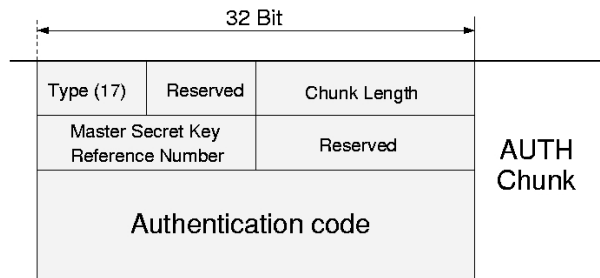 32 Bit
Type (17) Reserved Chunk Length
Master Secret Key
Reference Number
Reserved
AUTH
Chunk
Authentication code